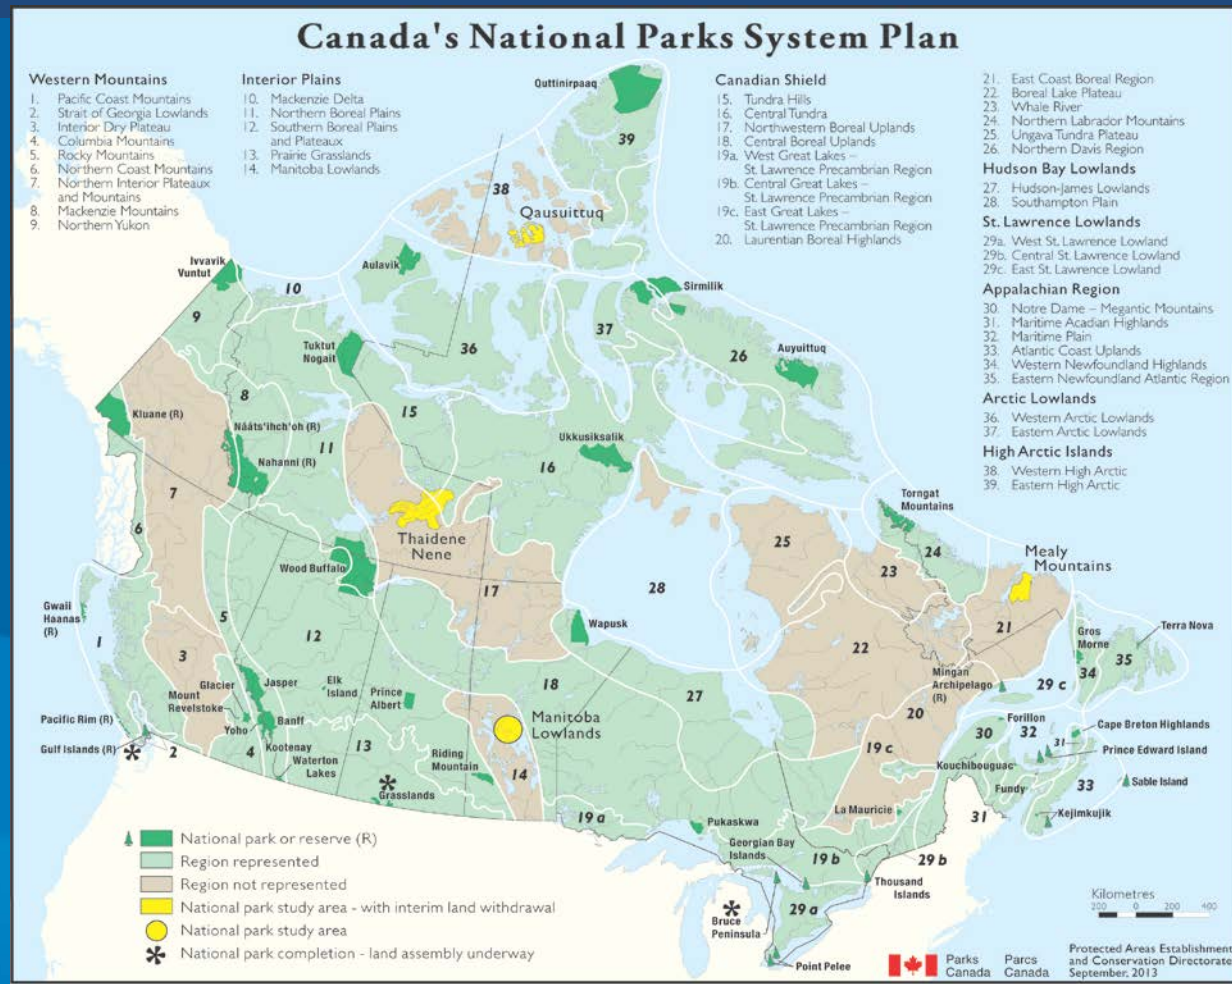 Canada's National Parks System Plan
Western Mountains
1. Pacific Coast Mountains
2. Strait of Georgia Lowlands
3. Interior Dry Plateau
4. Columbia Mountains
5. Rocky Mountains
6. Northern Coast Mountains
7. Northern Interior Plateaux
and Mountains
8. Mackenzie Mountains
9. Northern Yukon
Interior Plains
10. Mackenzie Delta
11. Northern Boreal Plains
12. Southern Boreal Plains
and Plateaux
13. Prairie Grasslands
14. Manitoba Lowlands
Canadian Shield
15. Tundra Hills
16. Central Tundra
17. Northwestern Boreal Uplands
18. Central Boreal Uplands
19a. West Great Lakes –
St. Lawrence Precambrian Region
19b. Central Great Lakes –
St. Lawrence Precambrian Region
19c. East Great Lakes –
St. Lawrence Precambrian Region
20. Laurentian Boreal Highlands
21. East Coast Boreal Region
22. Boreal Lake Plateau
23. Whale River
24. Northern Labrador Mountains
25. Ungava Tundra Plateau
26. Northern Davis Region
Hudson Bay Lowlands
27. Hudson-James Lowlands
28. Southampton Plain
St. Lawrence Lowlands
29a. West St. Lawrence Lowland
29b. Central St. Lawrence Lowland
29c. East St. Lawrence Lowland
Appalachian Region
30. Notre Dame – Megantic Mountains
31. Maritime Acadian Highlands
32. Maritime Plain
33. Atlantic Coast Uplands
34. Western Newfoundland Highlands
35. Eastern Newfoundland Atlantic Region
Arctic Lowlands
36. Western Arctic Lowlands
37. Eastern Arctic Lowlands
High Arctic Islands
38. Western High Arctic
39. Eastern High Arctic
Quttinirpaaq
39
38
Qausuittuq
Ivvavik
Vuntut
Aulavik
10
Sirmilik
9
37
Tuktut
Nogait
36
26
Auyuittuq
8
Kluane (R)
15
Nááts'ihch'oh (R)
Ukkusiksalik
11
16
Nahanni (R)
7
6
Thaidene
Nene
Torngat
Mountains
25
24
Mealy
Mountains
23
Wood Buffalo
17
28
Gwaii
Haanas
(R)
1
5
12
Wapusk
21
Terra Nova
Gros
Morne
35
3
22
34
Glacier
Jasper
Elk
Island
Prince
Albert
18
27
Mingan
Archipelago
(R)
29 c
Mount
Revelstoke
Pacific Rim (R)
Yoho
Banff
Manitoba
Lowlands
20
Forillon
30
32
Cape Breton Highlands
31
Gulf Islands (R)
2
4
Kootenay
13
Riding
Mountain
19 c
Prince Edward Island
Waterton
Lakes
14
Kouchibouguac
Grasslands
Fundy
33
Sable Island
19 a
La Mauricie
31
Kejimkujik
Pukaskwa
Georgian Bay
Islands
19 b
29 b
Thousand
Islands
29 a
Bruce
Peninsula
Point Pelee
National park or reserve (R)
Region represented
Region not represented
National park study area - with interim land withdrawal
National park study area
National park completion - land assembly underway
Kilometres
200 0 200 400
Parks
Canada
Parcs
Canada
Protected Areas Establishment
and Conservation Directorate
September, 2013